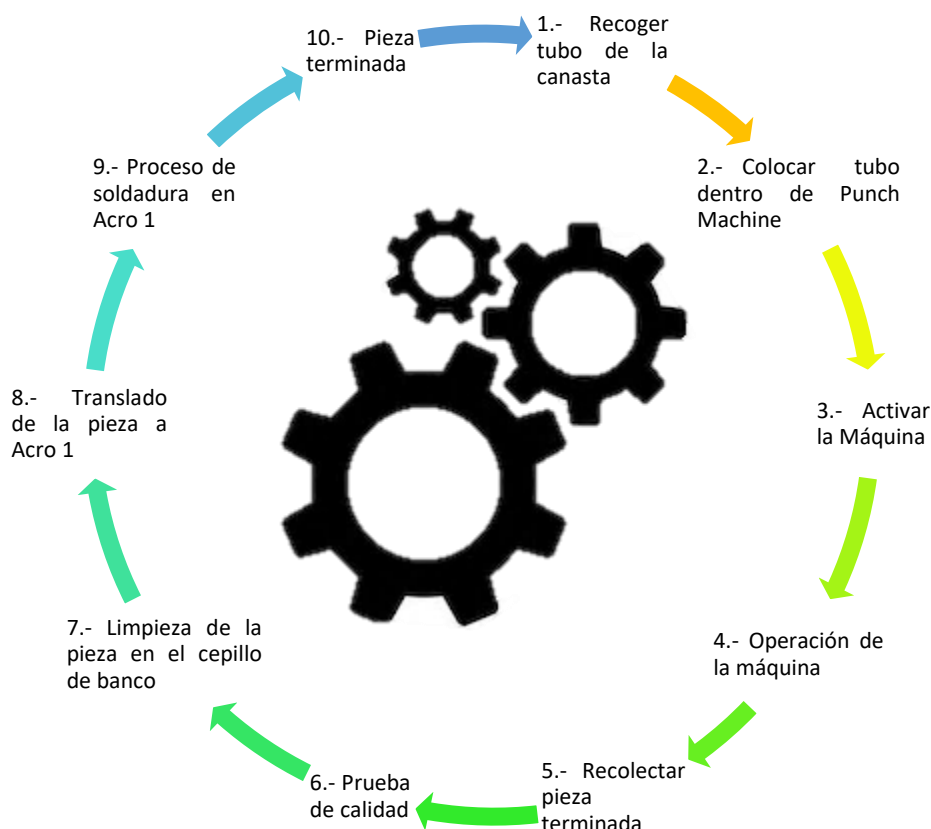 1.- Recoger
tubo de la
canasta
2.- Colocar tubo
dentro de Punch
Machine
3.- Activar
la Máquina
4.- Operación de
la máquina
5.- Recolectar
pieza
terminada
6.- Prueba
de calidad
7.- Limpieza de la
pieza en el cepillo
de banco
8.- Translado
de la pieza a
Acro 1
9.- Proceso de
soldadura en
Acro 1
10.- Pieza
terminada